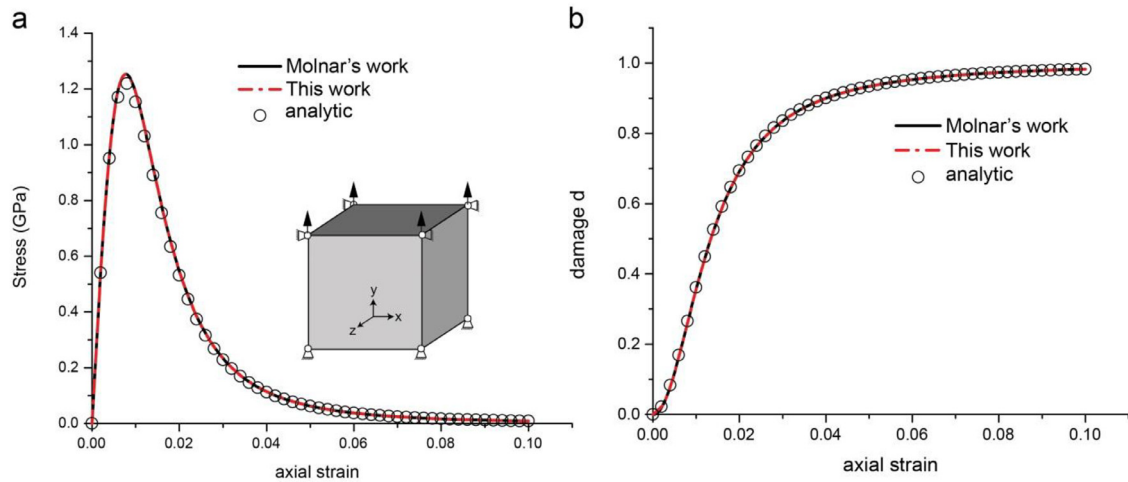 a
1.4
1.2
1.0
0.8
0.6
0.4
0.2
0.0
Stress (GPa)
Molnar's work
This work
analytic
y
x
z
0.00
0.02
0.04
0.06
0.08
0.10
axial strain
b
1.0
0.8
0.6
0.4
0.2
0.0
damage d
Molnar's work
This work
analytic
0.00
0.02
0.04
0.06
0.08
0.10
axial strain